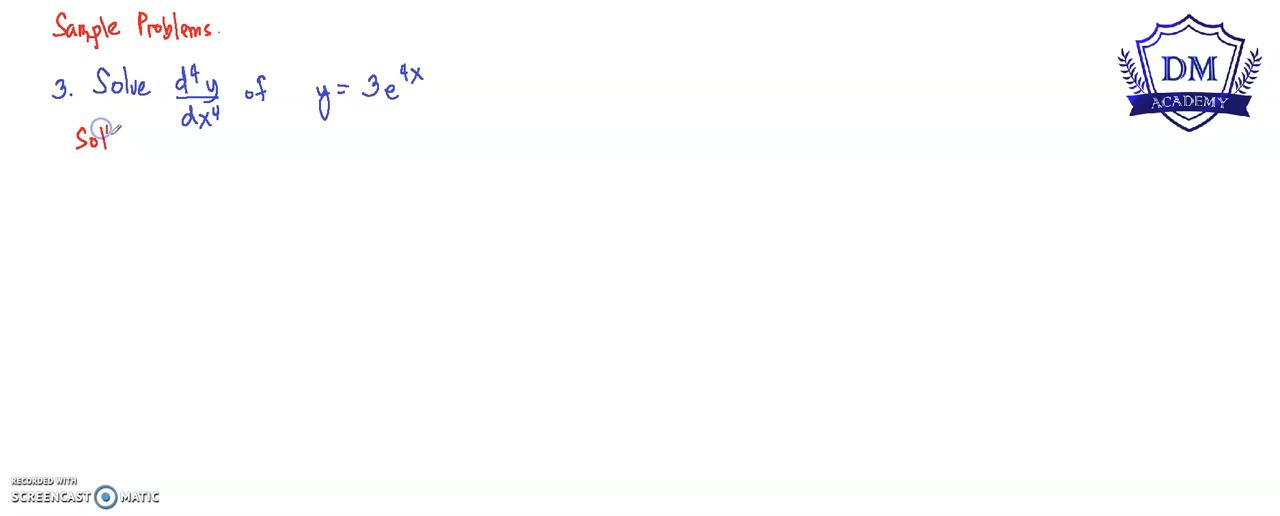 Sample Problems.
3. Solve d⁴y/dx⁴ of y = 3e^{4x}
Sol'
DM
ACADEMY
RECORDED WITH
SCREENCAST MATIC